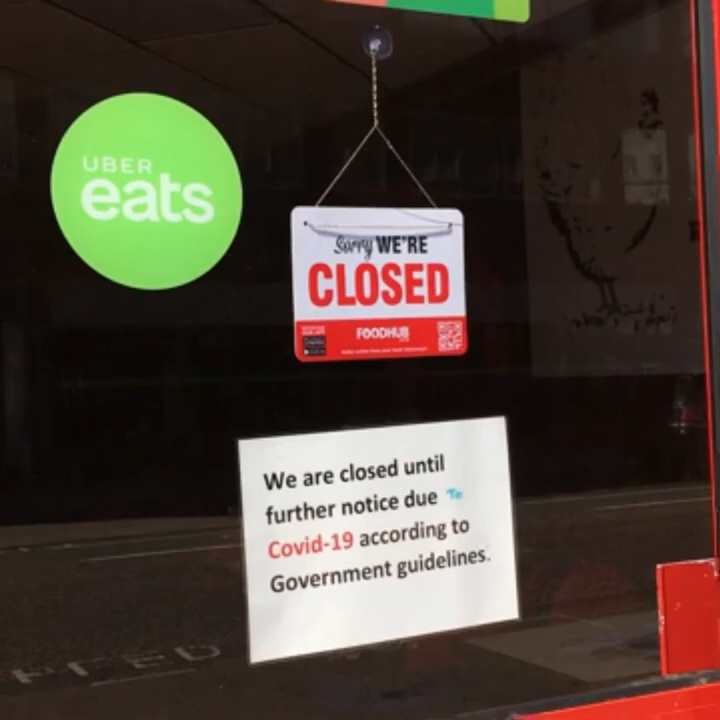 UBER
eats
Sorry WE'RE
CLOSED
FOODHUB
We are closed until
further notice due To
Covid-19 according to
Government guidelines.